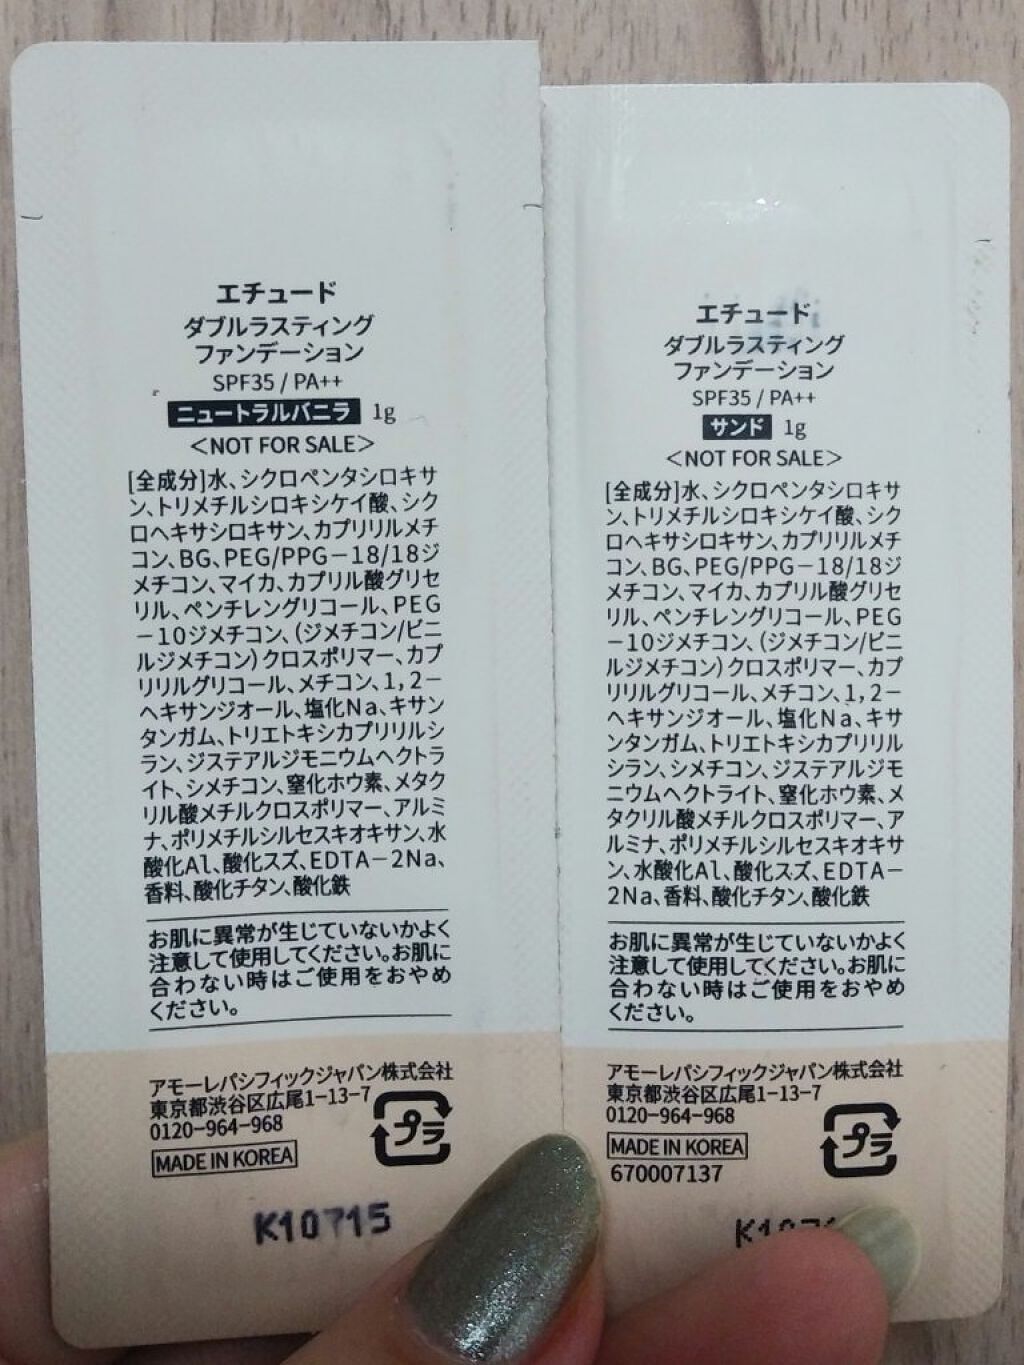 エチュード
ダブルラスティング
ファンデーション
SPF35 / PA++
ニュートラルバニラ 1g
<NOT FOR SALE>
[全成分]水、シクロペンタシロキサ
ン、トリメチルシロキシケイ酸、シク
ロヘキサシロキサン、カプリリルメチ
コン、BG、PEG/PPG－18/18ジ
メチコン、マイカ、カプリル酸グリセ
リル、ペンチレングリコール、PEG
－10ジメチコン、(ジメチコン/ビニ
ルジメチコン)クロスポリマー、カプ
リリルグリコール、メチコン、1,2－
ヘキサンジオール、塩化Na、キサン
タンガム、トリエトキシカプリリルシ
ラン、ジステアルジモニウムヘクトラ
イト、シメチコン、窒化ホウ素、メタク
リル酸メチルクロスポリマー、アルミ
ナ、ポリメチルシルセスキオキサン、水
酸化Al、酸化スズ、EDTA－2Na、
香料、酸化チタン、酸化鉄
お肌に異常が生じていないかよく
注意して使用してください。お肌に
合わない時はご使用をおやめ
ください。
アモーレパシフィックジャパン株式会社
東京都渋谷区広尾1-13-7
0120-964-968
MADE IN KOREA
プラ
K10715
エチュード
ダブルラスティング
ファンデーション
SPF35 / PA++
サンド 1g
<NOT FOR SALE>
[全成分]水、シクロペンタシロキサ
ン、トリメチルシロキシケイ酸、シク
ロヘキサシロキサン、カプリリルメチ
コン、BG、PEG/PPG－18/18ジ
メチコン、マイカ、カプリル酸グリセ
リル、ペンチレングリコール、PEG
－10ジメチコン、(ジメチコン/ビニ
ルジメチコン)クロスポリマー、カプ
リリルグリコール、メチコン、1,2－
ヘキサンジオール、塩化Na、キサ
ンタンガム、トリエトキシカプリリル
シラン、シメチコン、ジステアルジモ
ニウムヘクトライト、窒化ホウ素、メ
タクリル酸メチルクロスポリマー、ア
ルミナ、ポリメチルシルセスキオキサ
ン、水酸化Al、酸化スズ、EDTA－
2Na、香料、酸化チタン、酸化鉄
お肌に異常が生じていないかよく
注意して使用してください。お肌に
合わない時はご使用をおやめ
ください。
アモーレパシフィックジャパン株式会社
東京都渋谷区広尾1-13-7
0120-964-968
MADE IN KOREA
670007137
プラ